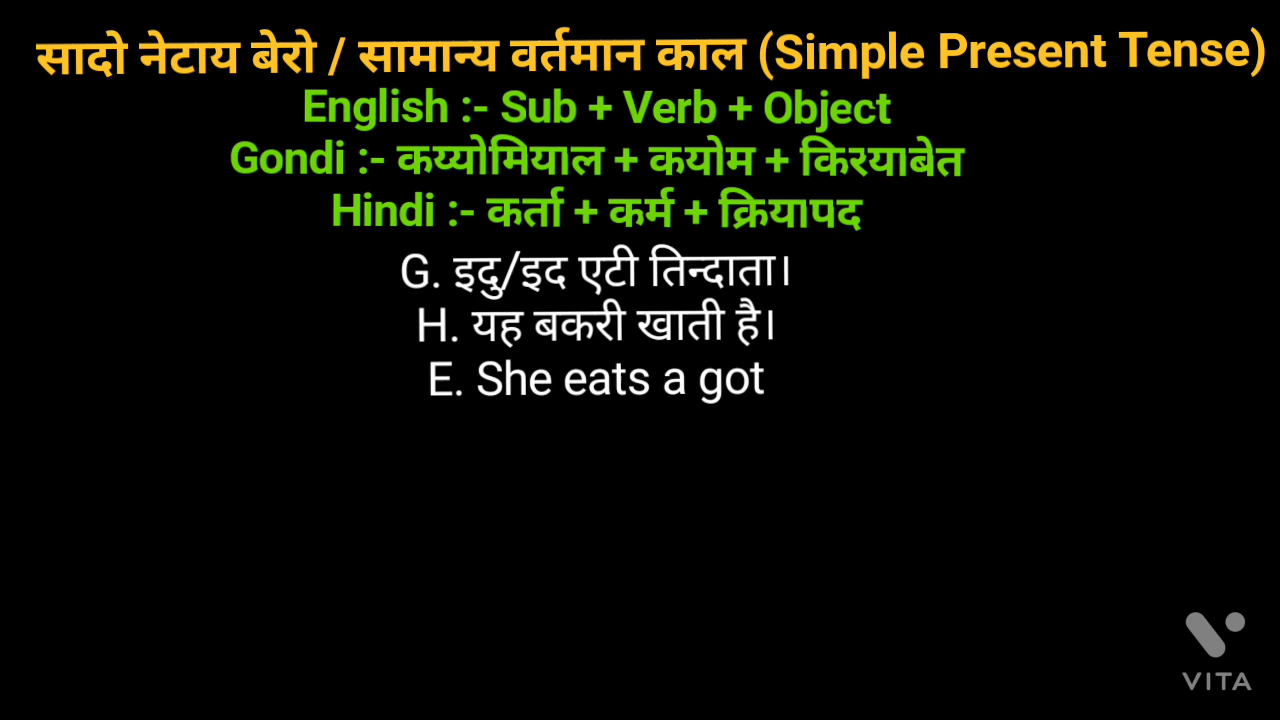 सादो नेटाय बेरो / सामान्य वर्तमान काल (Simple Present Tense)
English :- Sub + Verb + Object
Gondi :- कय्योमियाल + कयोम + किरयाबेत
Hindi :- कर्ता + कर्म + क्रियापद
G. इदु/इद एटी तिन्दाता।
H. यह बकरी खाती है।
E. She eats a got
VITA